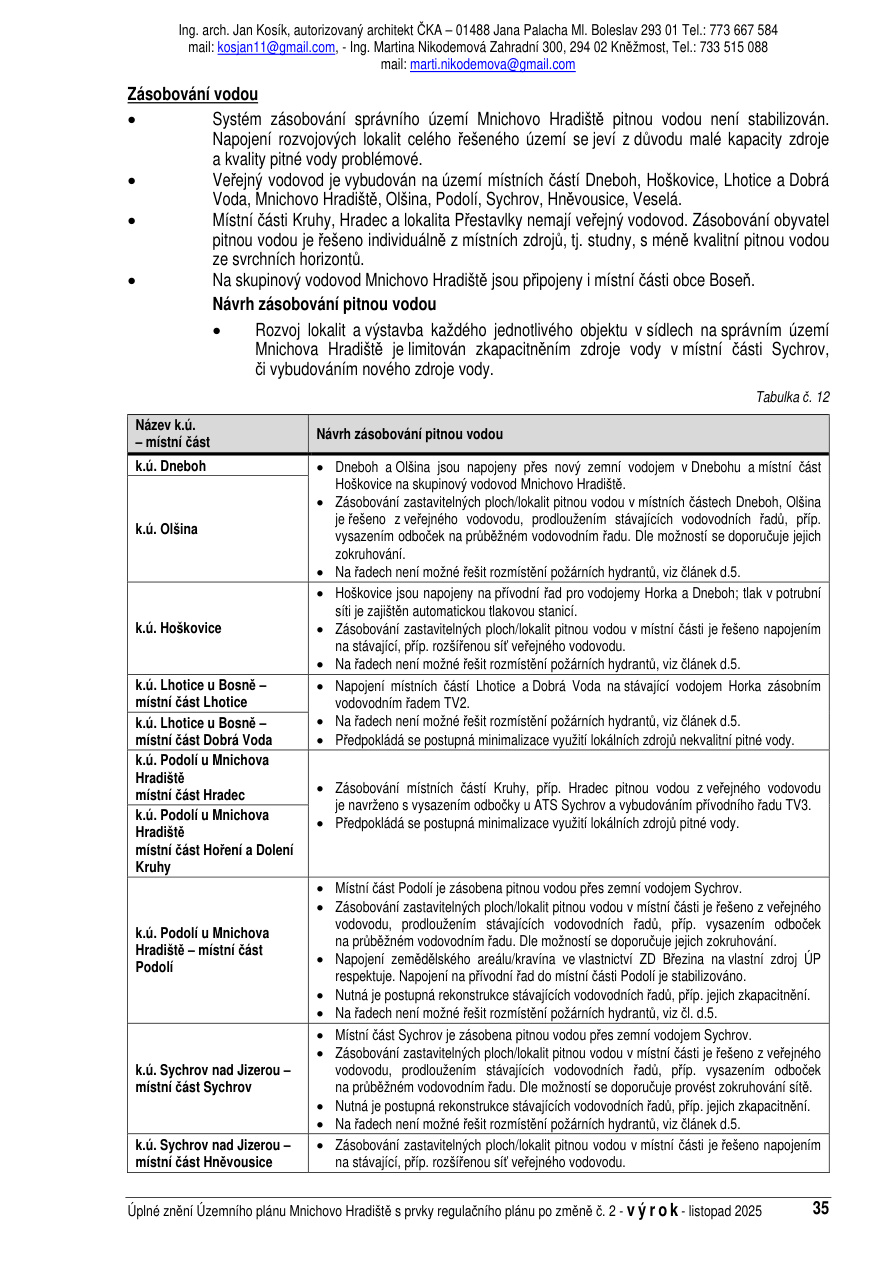 Ing. arch. Jan Kosík, autorizovaný architekt ČKA – 01488 Jana Palacha Ml. Boleslav 293 01 Tel.: 773 667 584
mail: kosjan11@gmail.com, - Ing. Martina Nikodemová Zahradní 300, 294 02 Kněžmost, Tel.: 733 515 088
mail: marti.nikodemova@gmail.com
Zásobování vodou
• Systém zásobování správního území Mnichovo Hradiště pitnou vodou není stabilizován.
Napojení rozvojových lokalit celého řešeného území se jeví z důvodu malé kapacity zdroje
a kvality pitné vody problémové.
• Veřejný vodovod je vybudován na území místních částí Dneboh, Hoškovice, Lhotice a Dobrá
Voda, Mnichovo Hradiště, Olšina, Podolí, Sychrov, Hněvousice, Veselá.
• Místní části Kruhy, Hradec a lokalita Přestavlky nemají veřejný vodovod. Zásobování obyvatel
pitnou vodou je řešeno individuálně z místních zdrojů, tj. studny, s méně kvalitní pitnou vodou
ze svrchních horizontů.
• Na skupinový vodovod Mnichovo Hradiště jsou připojeny i místní části obce Boseň.
Návrh zásobování pitnou vodou
• Rozvoj lokalit a výstavba každého jednotlivého objektu v sídlech na správním území
Mnichova Hradiště je limitován zkapacitněním zdroje vody v místní části Sychrov,
či vybudováním nového zdroje vody.
Tabulka č. 12
Název k.ú.
– místní část
Návrh zásobování pitnou vodou
k.ú. Dneboh
k.ú. Olšina
• Dneboh a Olšina jsou napojeny přes nový zemní vodojem v Dnebohu a místní část
Hoškovice na skupinový vodovod Mnichovo Hradiště.
• Zásobování zastavitelných ploch/lokalit pitnou vodou v místních částech Dneboh, Olšina
je řešeno z veřejného vodovodu, prodloužením stávajících vodovodních řadů, příp.
vysazením odboček na průběžném vodovodním řadu. Dle možností se doporučuje jejich
zokruhování.
• Na řadech není možné řešit rozmístění požárních hydrantů, viz článek d.5.
k.ú. Hoškovice
• Hoškovice jsou napojeny na přívodní řad pro vodojemy Horka a Dneboh; tlak v potrubní
síti je zajištěn automatickou tlakovou stanicí.
• Zásobování zastavitelných ploch/lokalit pitnou vodou v místní části je řešeno napojením
na stávající, příp. rozšířenou síť veřejného vodovodu.
• Na řadech není možné řešit rozmístění požárních hydrantů, viz článek d.5.
k.ú. Lhotice u Bosně –
místní část Lhotice
k.ú. Lhotice u Bosně –
místní část Dobrá Voda
• Napojení místních částí Lhotice a Dobrá Voda na stávající vodojem Horka zásobním
vodovodním řadem TV2.
• Na řadech není možné řešit rozmístění požárních hydrantů, viz článek d.5.
• Předpokládá se postupná minimalizace využití lokálních zdrojů nekvalitní pitné vody.
k.ú. Podolí u Mnichova
Hradiště
místní část Hradec
k.ú. Podolí u Mnichova
Hradiště
místní část Hoření a Dolení
Kruhy
• Zásobování místních částí Kruhy, příp. Hradec pitnou vodou z veřejného vodovodu
je navrženo s vysazením odbočky u ATS Sychrov a vybudováním přívodního řadu TV3.
• Předpokládá se postupná minimalizace využití lokálních zdrojů pitné vody.
k.ú. Podolí u Mnichova
Hradiště – místní část
Podolí
• Místní část Podolí je zásobena pitnou vodou přes zemní vodojem Sychrov.
• Zásobování zastavitelných ploch/lokalit pitnou vodou v místní části je řešeno z veřejného
vodovodu, prodloužením stávajících vodovodních řadů, příp. vysazením odboček
na průběžném vodovodním řadu. Dle možností se doporučuje jejich zokruhování.
• Napojení zemědělského areálu/kravína ve vlastnictví ZD Březina na vlastní zdroj ÚP
respektuje. Napojení na přívodní řad do místní části Podolí je stabilizováno.
• Nutná je postupná rekonstrukce stávajících vodovodních řadů, příp. jejich zkapacitnění.
• Na řadech není možné řešit rozmístění požárních hydrantů, viz čl. d.5.
k.ú. Sychrov nad Jizerou –
místní část Sychrov
• Místní část Sychrov je zásobena pitnou vodou přes zemní vodojem Sychrov.
• Zásobování zastavitelných ploch/lokalit pitnou vodou v místní části je řešeno z veřejného
vodovodu, prodloužením stávajících vodovodních řadů, příp. vysazením odboček
na průběžném vodovodním řadu. Dle možností se doporučuje provést zokruhování sítě.
• Nutná je postupná rekonstrukce stávajících vodovodních řadů, příp. jejich zkapacitnění.
• Na řadech není možné řešit rozmístění požárních hydrantů, viz článek d.5.
k.ú. Sychrov nad Jizerou –
místní část Hněvousice
• Zásobování zastavitelných ploch/lokalit pitnou vodou v místní části je řešeno napojením
na stávající, příp. rozšířenou síť veřejného vodovodu.
Úplné znění Územního plánu Mnichovo Hradiště s prvky regulačního plánu po změně č. 2 - v ý r o k - listopad 2025 35